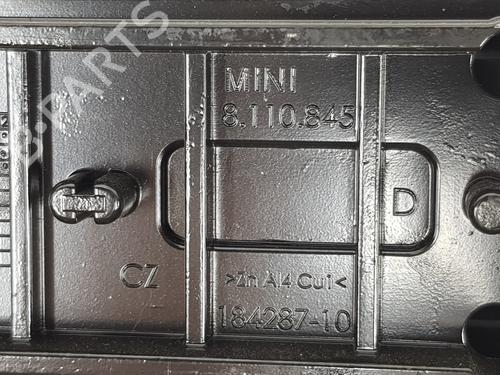 B-PARTS
MINI
8.110.845
D
CZ
>Zn Al4 Cu1<
184287-10